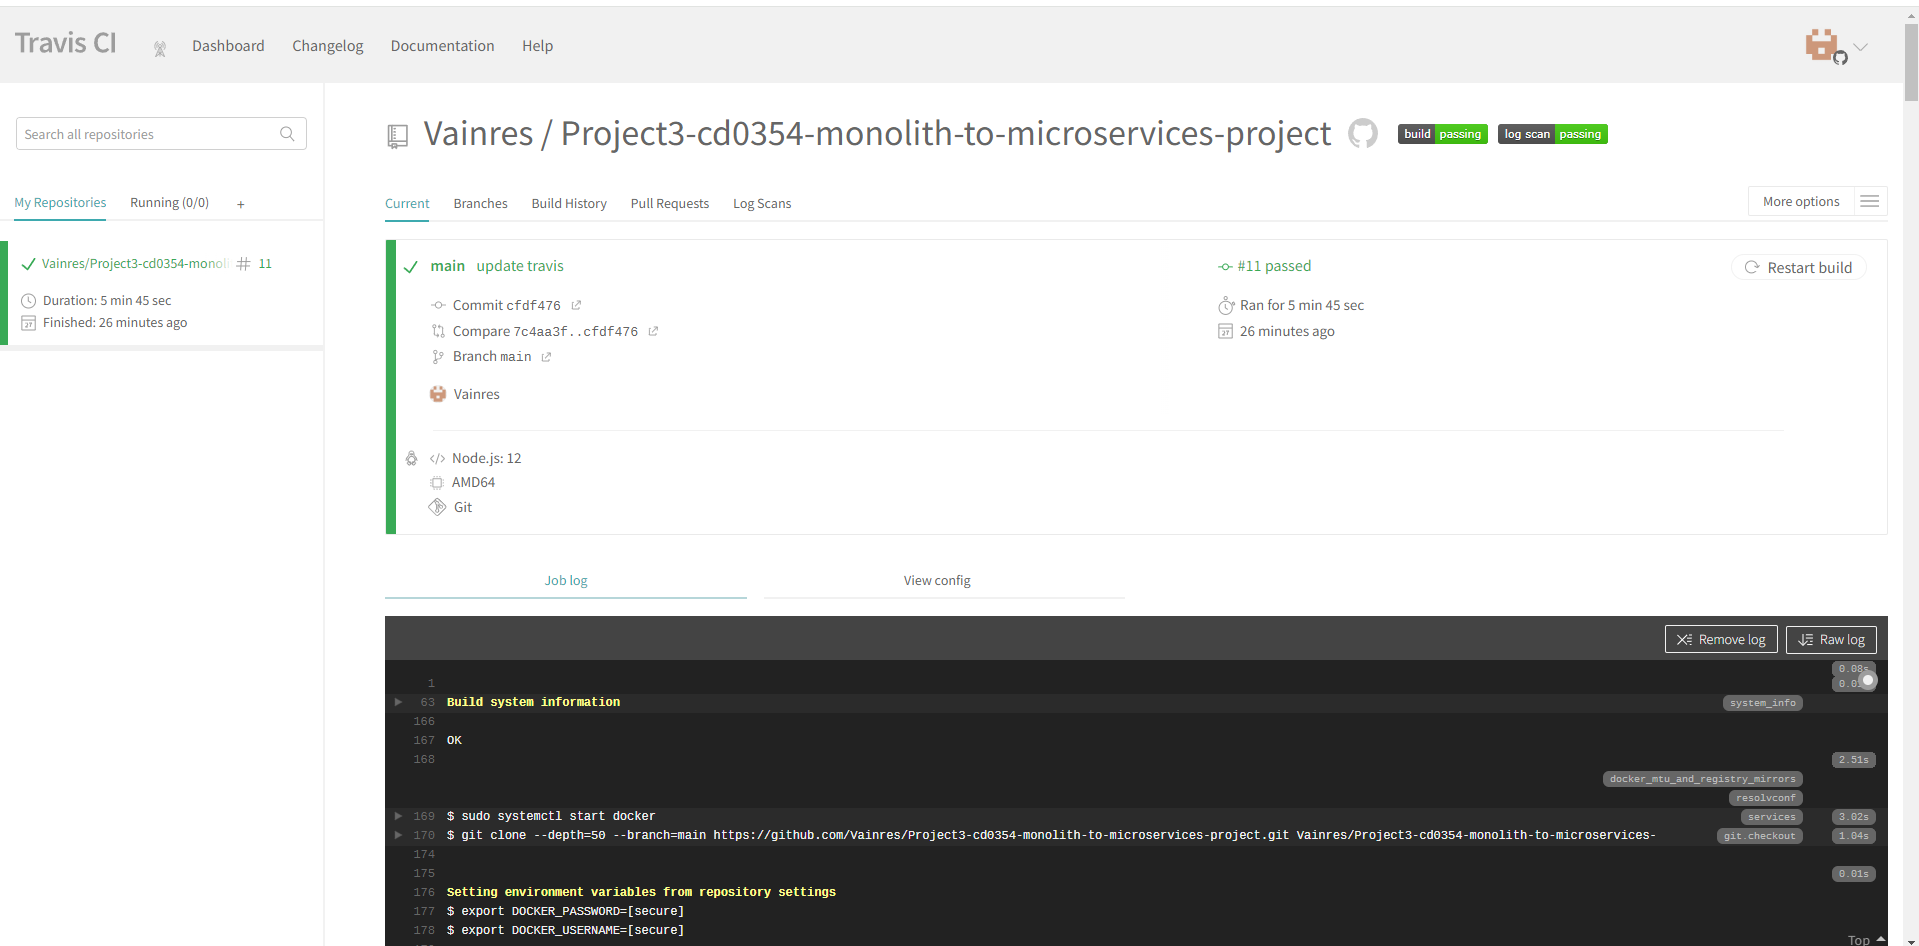 Travis CI Dashboard Changelog Documentation Help
Search all repositories
My Repositories Running (0/0) +
Vainres/Project3-cd0354-monol # 11
Duration: 5 min 45 sec
Finished: 26 minutes ago
Vainres / Project3-cd0354-monolith-to-microservices-project build passing log scan passing
Current Branches Build History Pull Requests Log Scans More options
main update travis #11 passed Restart build
Commit cfdf476 Ran for 5 min 45 sec
Compare 7c4aa3f..cfdf476 26 minutes ago
Branch main
Vainres
Node.js: 12
AMD64
Git
Job log View config
Remove log Raw log
0.08s
1 0.01
63 Build system information system_info
166
167 OK
168 2.51s
docker_mtu_and_registry_mirrors
resolvconf
169 $ sudo systemctl start docker services 3.02s
170 $ git clone --depth=50 --branch=main https://github.com/Vainres/Project3-cd0354-monolith-to-microservices-project.git Vainres/Project3-cd0354-monolith-to-microservices- git.checkout 1.04s
174
175 0.01s
176 Setting environment variables from repository settings
177 $ export DOCKER_PASSWORD=[secure]
178 $ export DOCKER_USERNAME=[secure]
Top